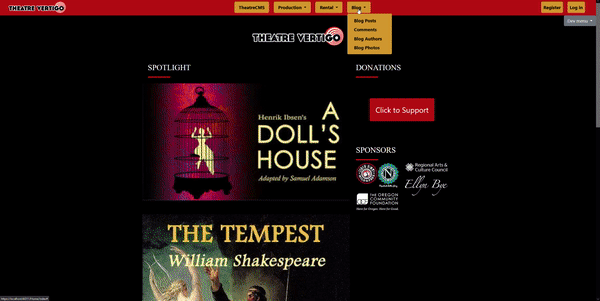 THEATRE VERTIGO
TheatreCMS
Production
Rental
Blog
Register
Log in
Blog Posts
Comments
Blog Authors
Blog Photos
THEATRE VERTIGO
SPOTLIGHT
DONATIONS
Henrik Ibsen's
A
DOLL'S
HOUSE
Adapted by Samuel Adamson
Click to Support
SPONSORS
Regional Arts &
Culture Council
Ellyn Bye
THE OREGON
COMMUNITY
FOUNDATION
THE TEMPEST
William Shakespeare